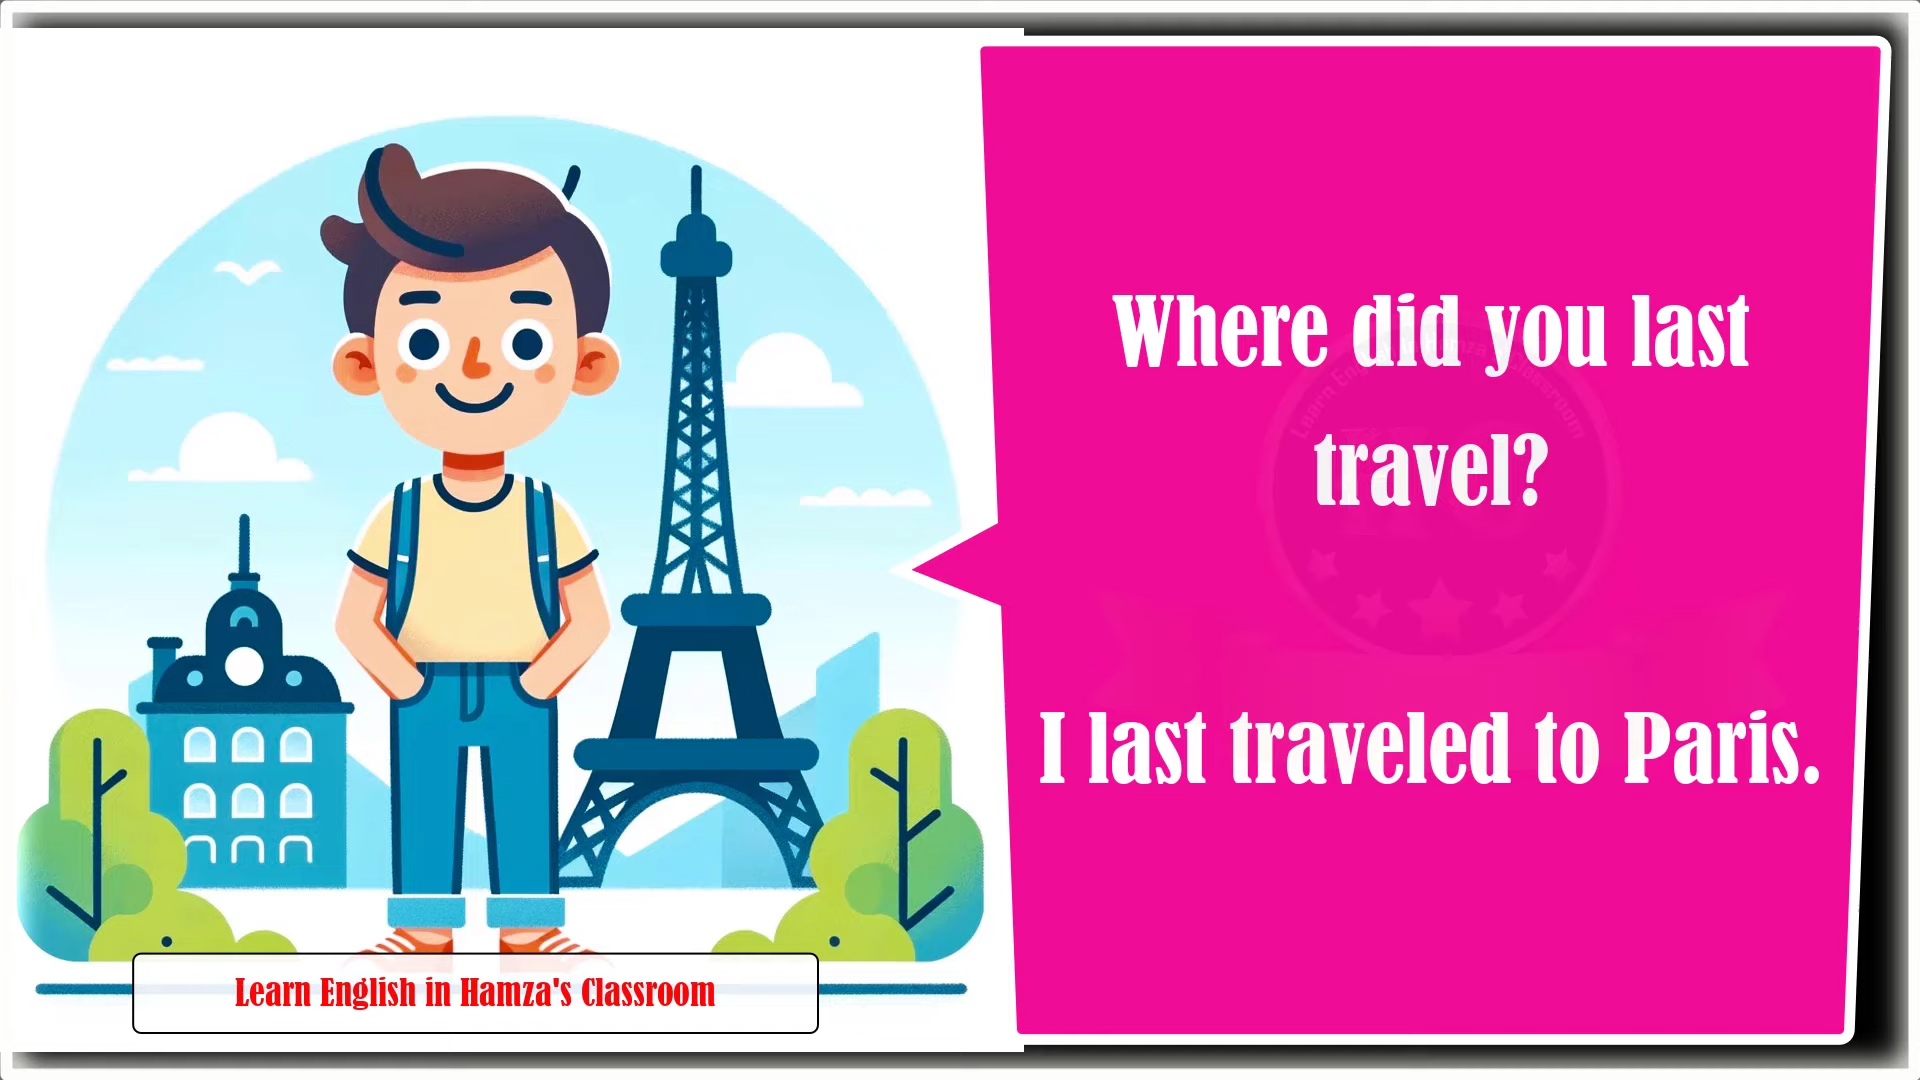 Where did you last
travel?
I last traveled to Paris.
Learn English in Hamza's Classroom